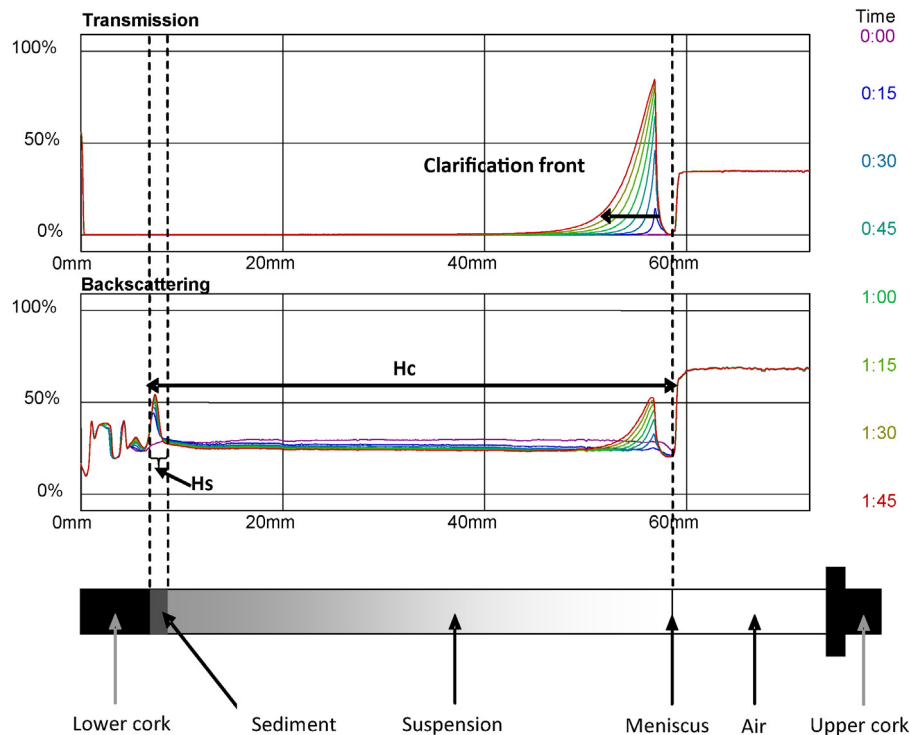 Transmission
100%
50%
0%
Clarification front
0mm
20mm
40mm
60mm
Backscattering
100%
50%
0%
Hc
Hs
0mm
20mm
40mm
60mm
Time
0:00
0:15
0:30
0:45
1:00
1:15
1:30
1:45
Lower cork
Sediment
Suspension
Meniscus
Air
Upper cork